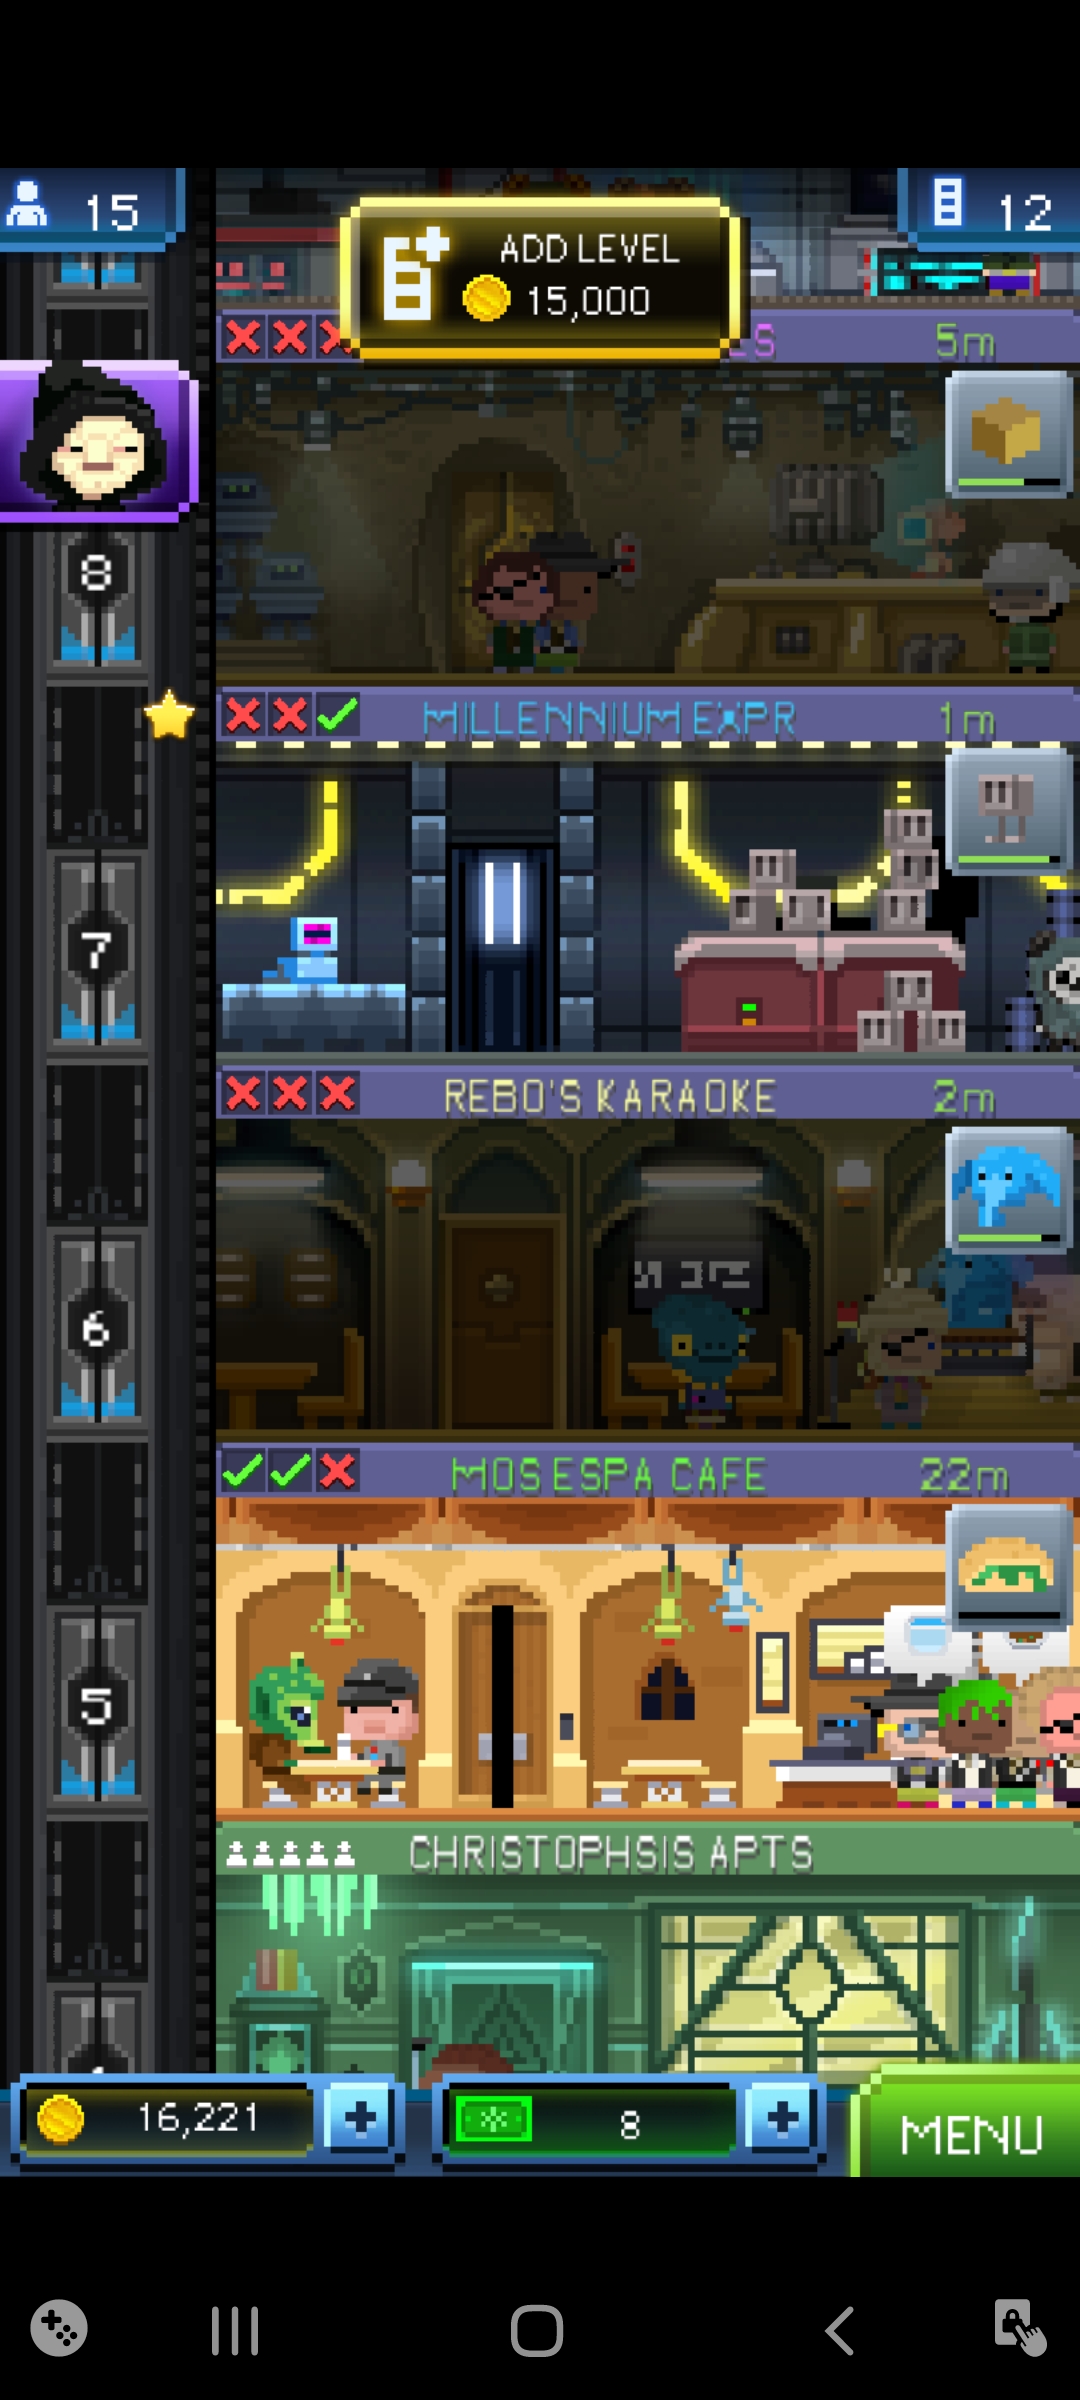 15
12
ADD LEVEL
15,000
5m
8
MILLENNIUM EXPR
1m
7
REBO'S KARAOKE
2m
6
MOS ESPA CAFE
22m
5
CHRISTOPHSIS APTS
16,221
8
MENU